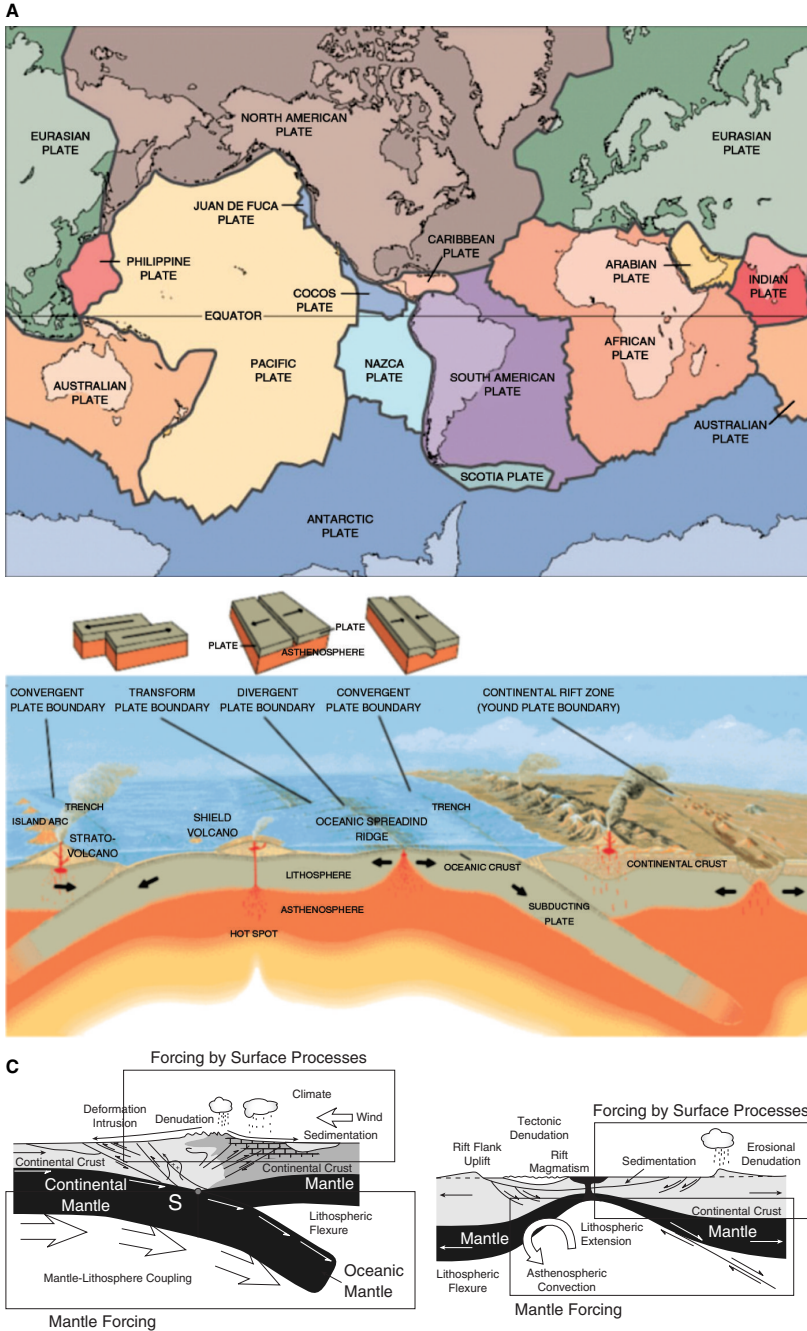 A
EURASIAN
PLATE
NORTH AMERICAN
PLATE
EURASIAN
PLATE
JUAN DE FUCA
PLATE
CARIBBEAN
PLATE
PHILIPPINE
PLATE
ARABIAN
PLATE
INDIAN
PLATE
COCOS
PLATE
EQUATOR
AFRICAN
PLATE
AUSTRALIAN
PLATE
PACIFIC
PLATE
NAZCA
PLATE
SOUTH AMERICAN
PLATE
AUSTRALIAN
PLATE
SCOTIA PLATE
ANTARCTIC
PLATE
PLATE
PLATE
ASTHENOSPHERE
CONVERGENT
PLATE BOUNDARY
TRANSFORM
PLATE BOUNDARY
DIVERGENT
PLATE BOUNDARY
CONVERGENT
PLATE BOUNDARY
CONTINENTAL RIFT ZONE
(YOUND PLATE BOUNDARY)
TRENCH
ISLAND ARC
STRATO-
VOLCANO
SHIELD
VOLCANO
OCEANIC SPREADIND
RIDGE
TRENCH
LITHOSPHERE
OCEANIC CRUST
CONTINENTAL CRUST
ASTHENOSPHERE
SUBDUCTING
PLATE
HOT SPOT
C
Forcing by Surface Processes
Climate
Deformation
Intrusion
Denudation
Wind
Sedimentation
Continental Crust
Continental Crust
Continental
Mantle
S
Mantle
Lithospheric
Flexure
Mantle-Lithosphere Coupling
Oceanic
Mantle
Mantle Forcing
Forcing by Surface Processes
Tectonic
Denudation
Rift Flank
Uplift
Rift
Magmatism
Sedimentation
Erosional
Denudation
Continental Crust
Mantle
Lithospheric
Extension
Mantle
Lithospheric
Flexure
Asthenospheric
Convection
Mantle Forcing